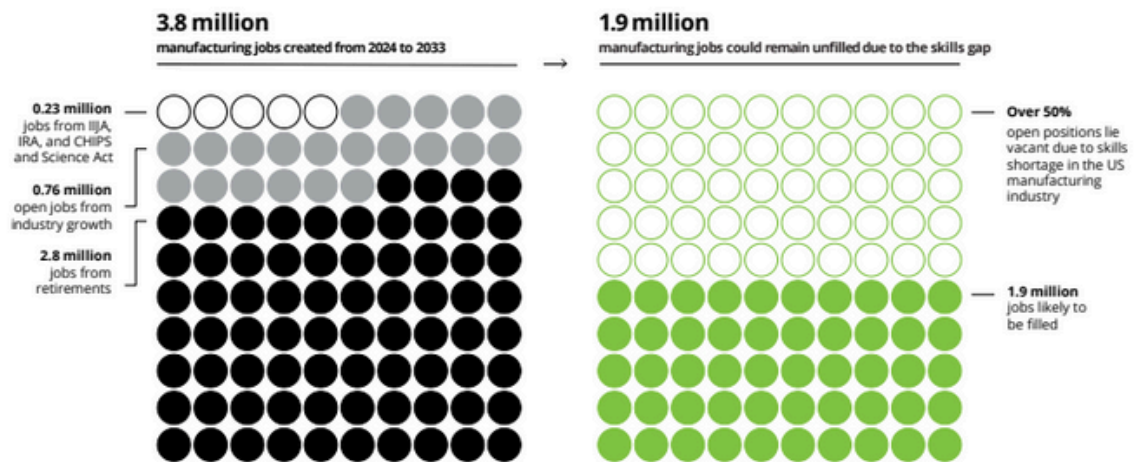 3.8 million
manufacturing jobs created from 2024 to 2033
0.23 million
jobs from IIJA,
IRA, and CHIPS
and Science Act
0.76 million
open jobs from
industry growth
2.8 million
jobs from
retirements
1.9 million
manufacturing jobs could remain unfilled due to the skills gap
Over 50%
open positions lie
vacant due to skills
shortage in the US
manufacturing
industry
1.9 million
jobs likely to
be filled